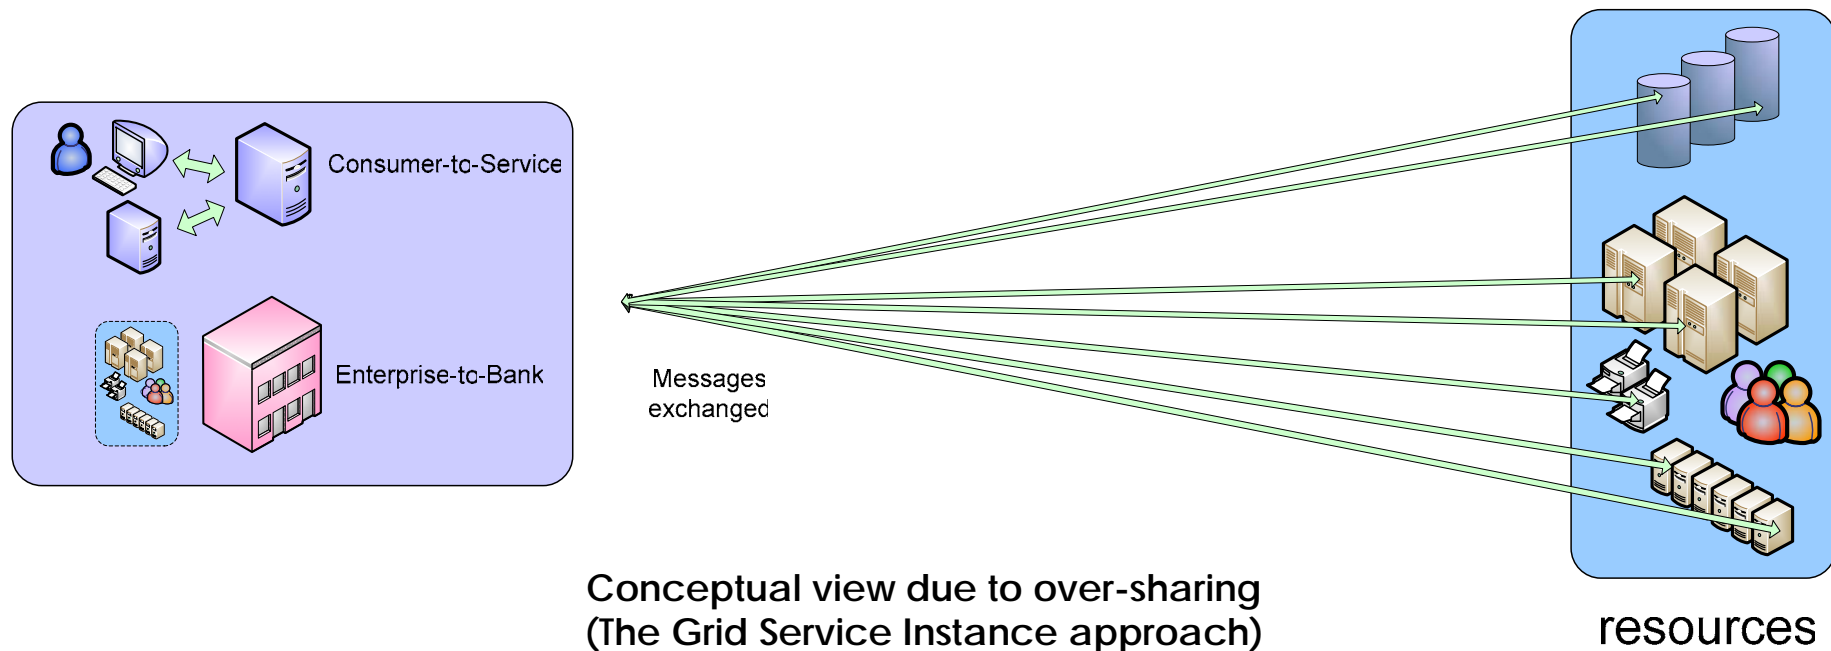 Consumer-to-Service
Enterprise-to-Bank
Messages
exchanged
Conceptual view due to over-sharing
(The Grid Service Instance approach)
resources